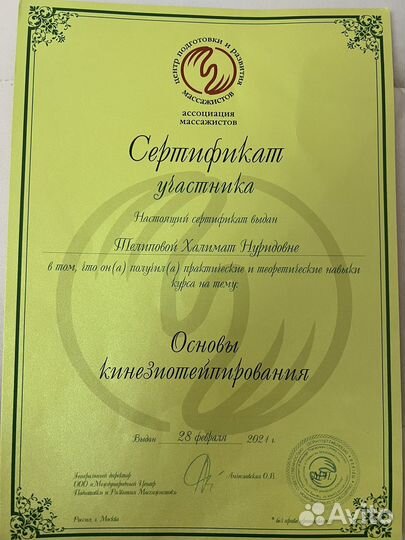 центр подготовки и развития
массажистов
ассоциация
массажистов
Сертификат
участника
Настоящий сертификат выдан
Телиповой Халимат Нуридовне
в том, что он(а) получил(а) практические и теоретические навыки
курса на тему:
Основы
кинезиотейпирования
Выдан 28 февраля 2021 г.
Генеральный директор
ООО «Международный Центр
Подготовки и Развития Массажистов»
Россия, г. Москва
Avito